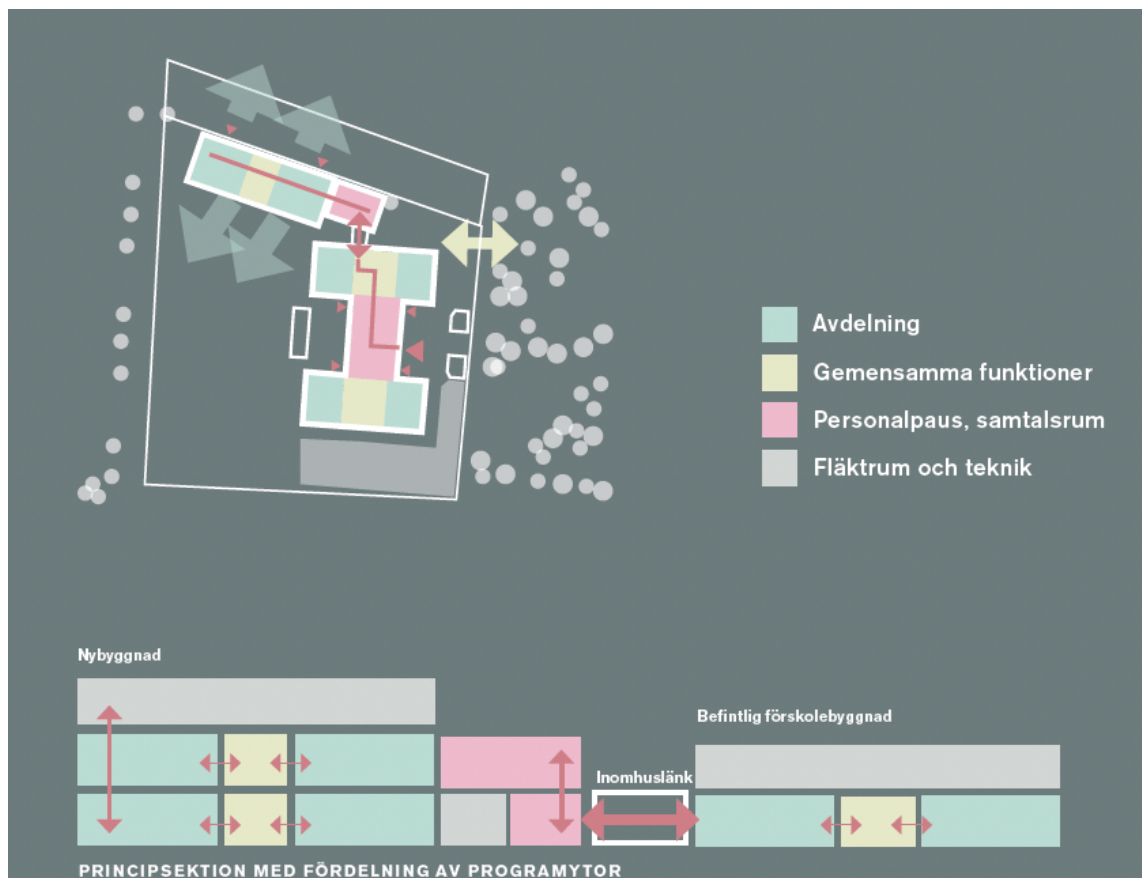 Avdelning
Gemensamma funktioner
Personalpaus, samtalsrum
Fläktrum och teknik
Nybyggnad
Befintlig förskolebyggnad
Inomhuslänk
PRINCIPSEKTION MED FÖRDELNING AV PROGRAMYTOR